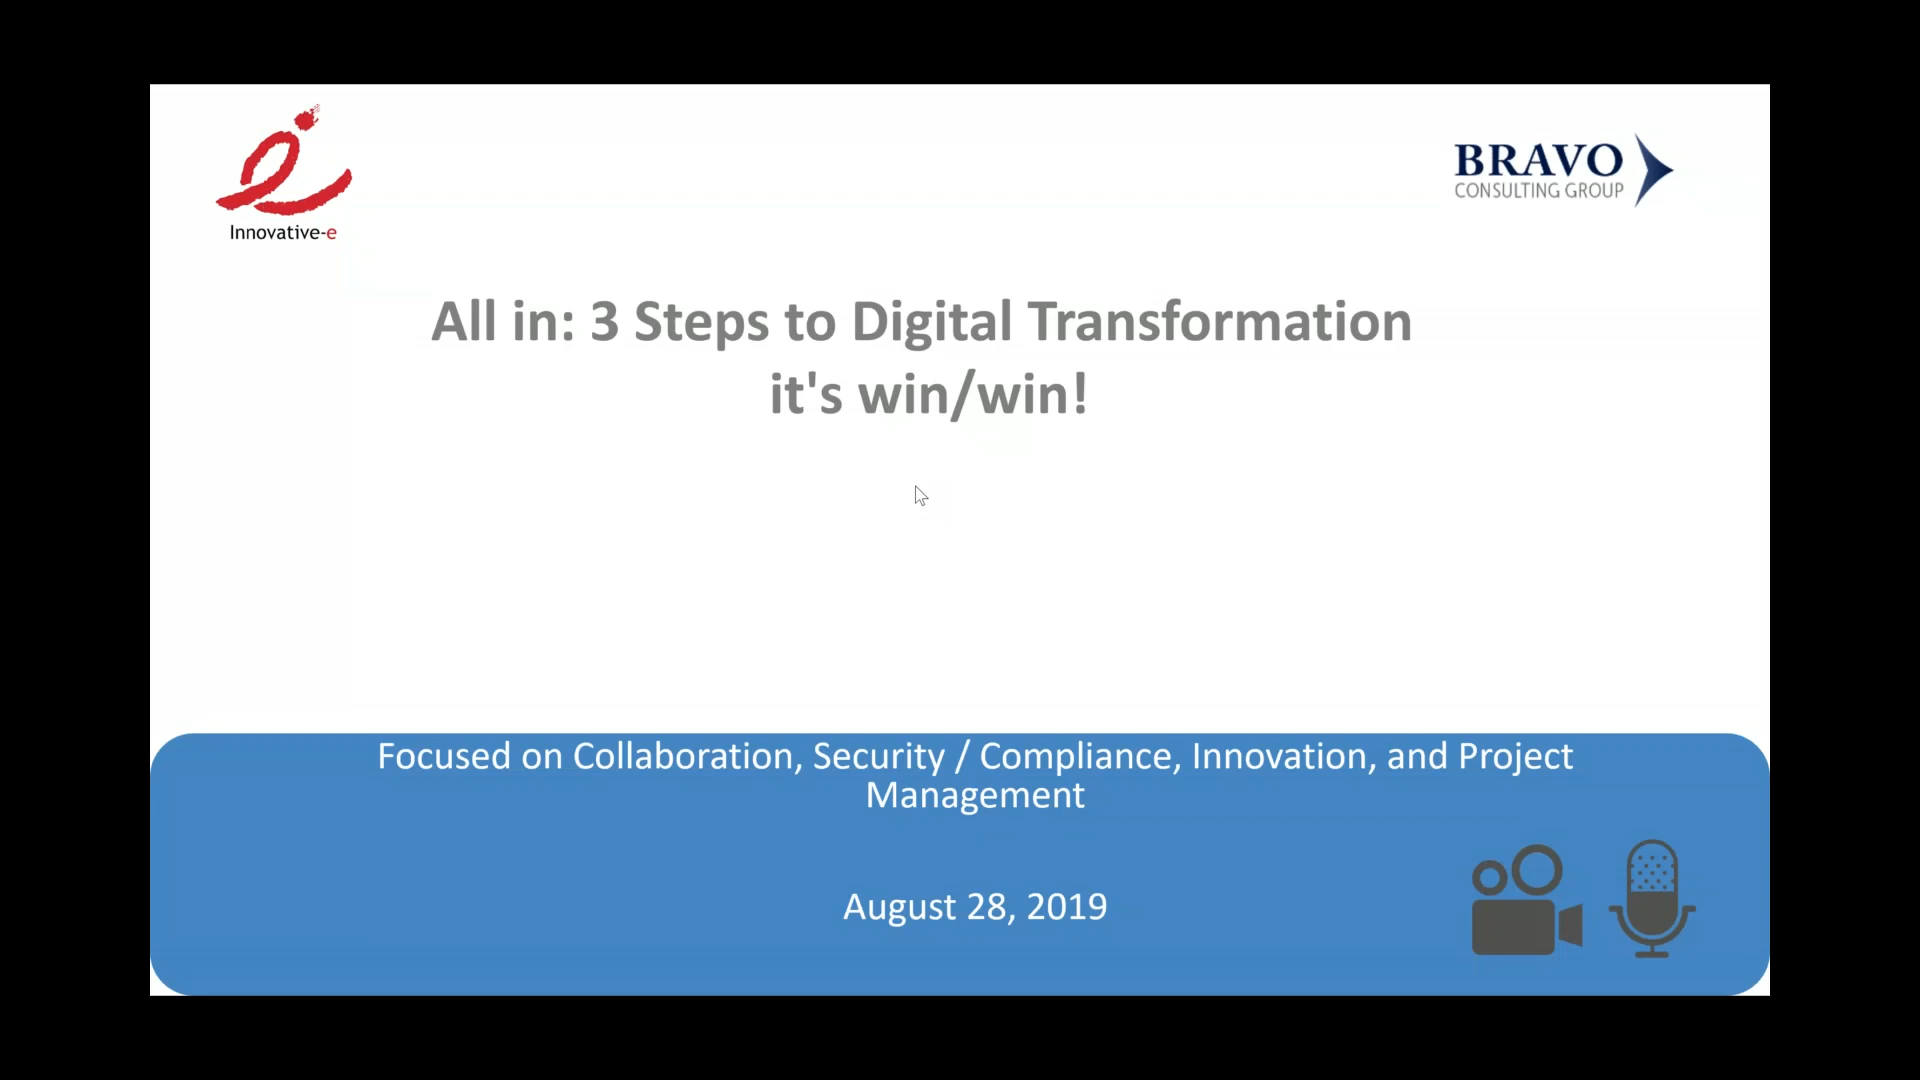 Innovative-e
BRAVO
CONSULTING GROUP
All in: 3 Steps to Digital Transformation
it's win/win!
Focused on Collaboration, Security / Compliance, Innovation, and Project
Management
August 28, 2019